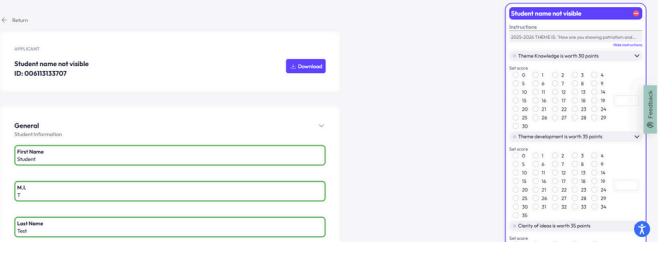 Return
APPLICANT
Student name not visible
ID: 006113133707
Download
General
Student Information
First Name
Student
M.I.
T
Last Name
Test
Student name not visible
Instructions
2025-2026 THEME IS: "How are you showing patriotism and...
Hide instructions
Theme Knowledge is worth 30 points
Set score
0 1 2 3 4
5 6 7 8 9
10 11 12 13 14
15 16 17 18 19
20 21 22 23 24
25 26 27 28 29
30
Theme development is worth 35 points
Set score
0 1 2 3 4
5 6 7 8 9
10 11 12 13 14
15 16 17 18 19
20 21 22 23 24
25 26 27 28 29
30 31 32 33 34
35
Clarity of ideas is worth 35 points
Set score
Feedback